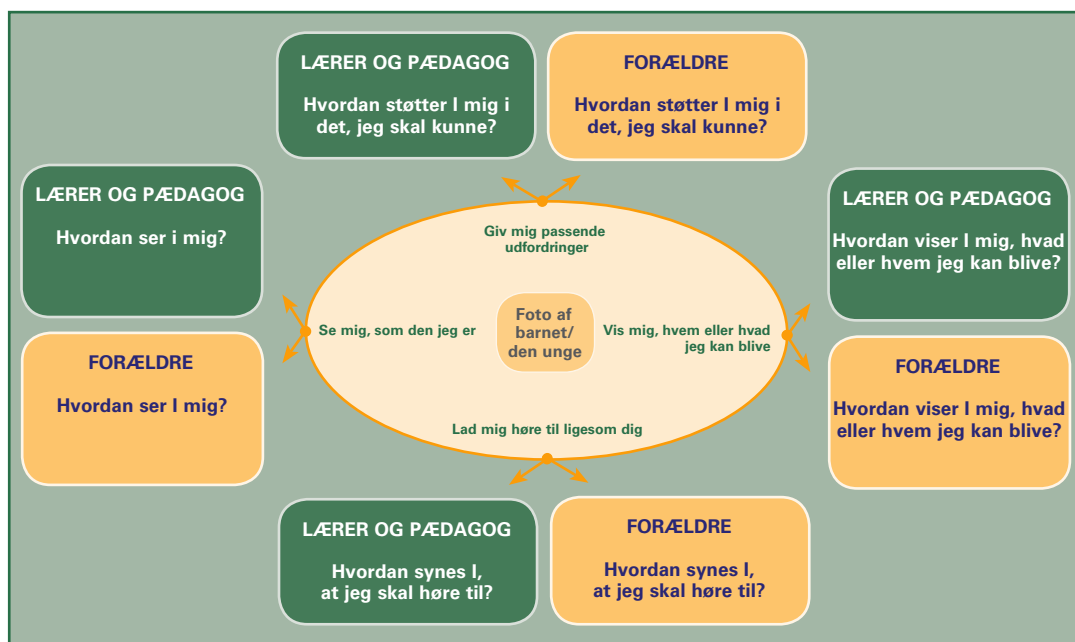 LÆRER OG PÆDAGOG
Hvordan støtter I mig i
det, jeg skal kunne?
FORÆLDRE
Hvordan støtter I mig i
det, jeg skal kunne?
LÆRER OG PÆDAGOG
Hvordan ser i mig?
FORÆLDRE
Hvordan ser I mig?
Giv mig passende
udfordringer
Se mig, som den jeg er
Foto af
barnet/
den unge
Vis mig, hvem eller hvad
jeg kan blive
Lad mig høre til ligesom dig
LÆRER OG PÆDAGOG
Hvordan viser I mig, hvad
eller hvem jeg kan blive?
FORÆLDRE
Hvordan viser I mig, hvad
eller hvem jeg kan blive?
LÆRER OG PÆDAGOG
Hvordan synes I,
at jeg skal høre til?
FORÆLDRE
Hvordan synes I,
at jeg skal høre til?